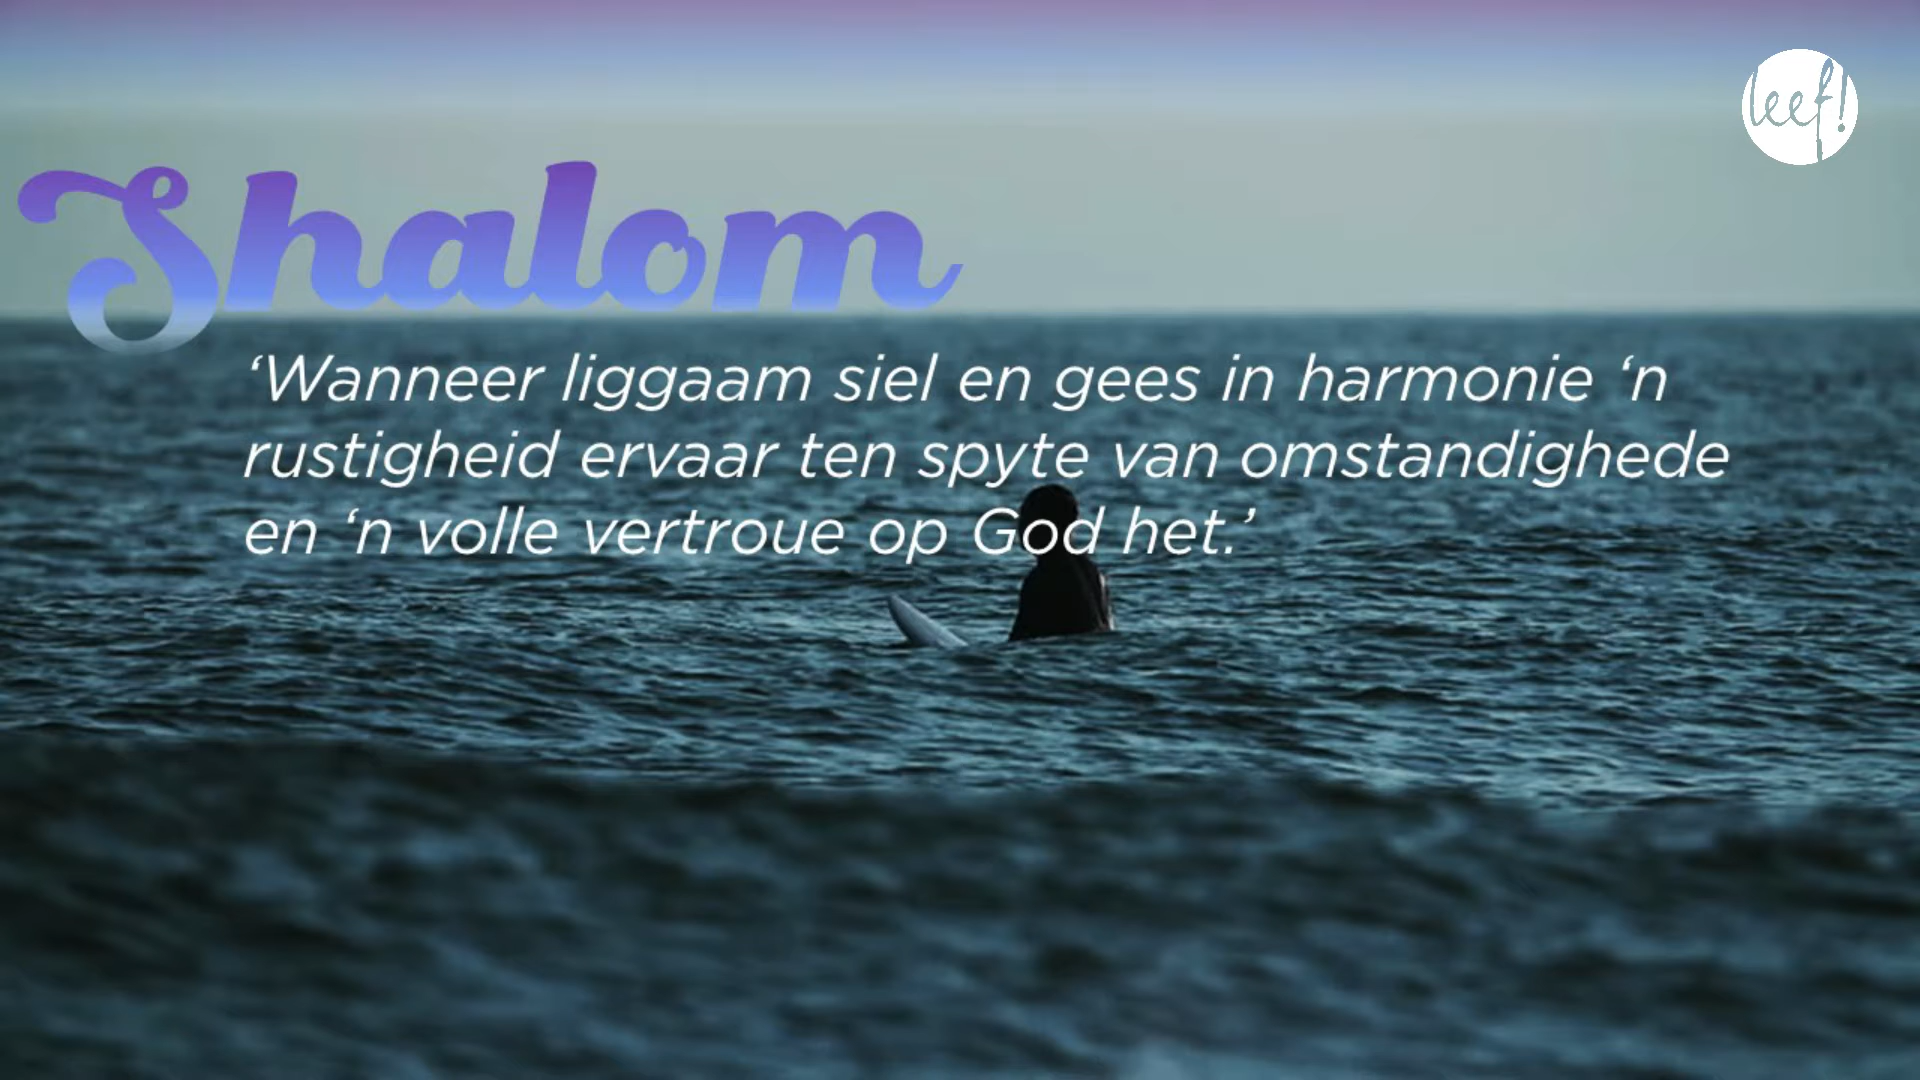 leef!
Shalom
‘Wanneer liggaam siel en gees in harmonie ‘n
rustigheid ervaar ten spyte van omstandighede
en ‘n volle vertroue op God het.’